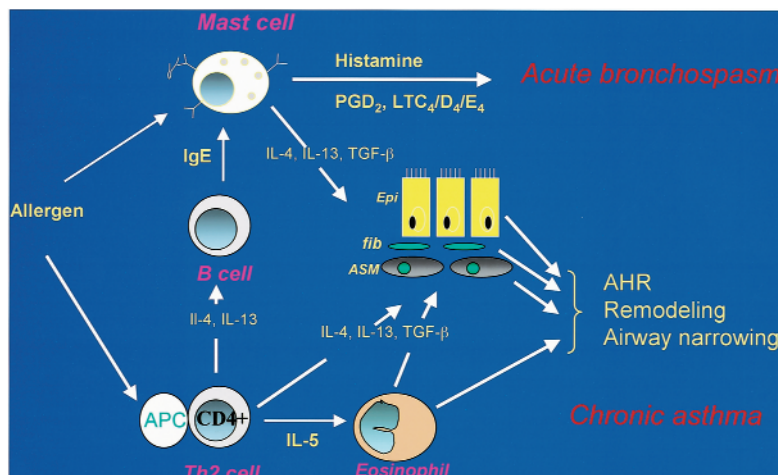 Mast cell
Histamine
Acute bronchospasm
PGD₂, LTC₄/D₄/E₄
IgE
IL-4, IL-13, TGF-β
Epi
Allergen
fib
B cell
ASM
AHR
Il-4, IL-13
IL-4, IL-13, TGF-β
Remodeling
Airway narrowing
APC
CD4+
IL-5
Chronic asthma
Th2 cell
Eosinophil